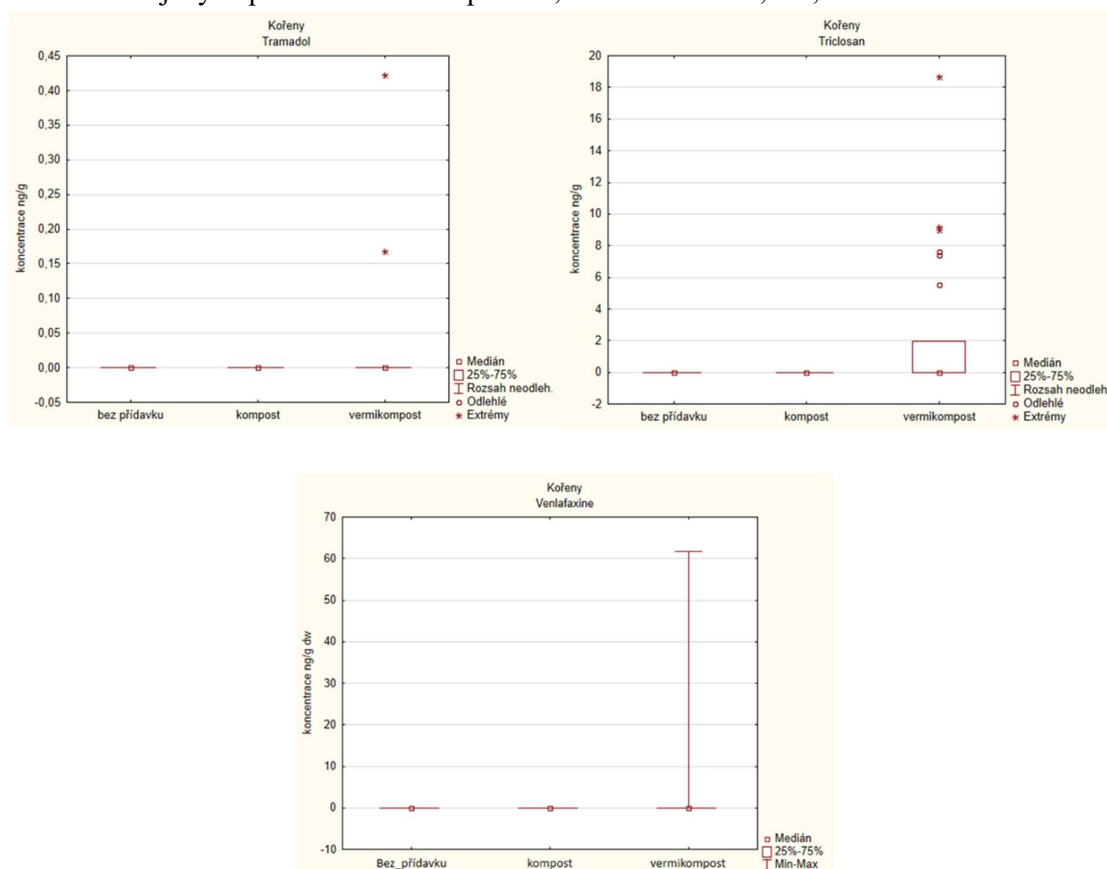 Kořeny
Tramadol
0,45
0,40
0,35
0,30
0,25
0,20
0,15
0,10
0,05
0,00
-0,05
koncentrace ng/g
bez přídavku kompost vermikompost
Medián
25%-75%
Rozsah neodleh.
Odlehlé
Extrémy
Kořeny
Triclosan
20
18
16
14
12
10
8
6
4
2
0
-2
koncentrace ng/g
bez přídavku kompost vermikompost
Medián
25%-75%
Rozsah neodleh
Odlehlé
Extrémy
Kořeny
Venlafaxine
70
60
50
40
30
20
10
0
-10
koncentrace ng/g dw
Bez_přídavku kompost vermikompost
Medián
25%-75%
Min-Max